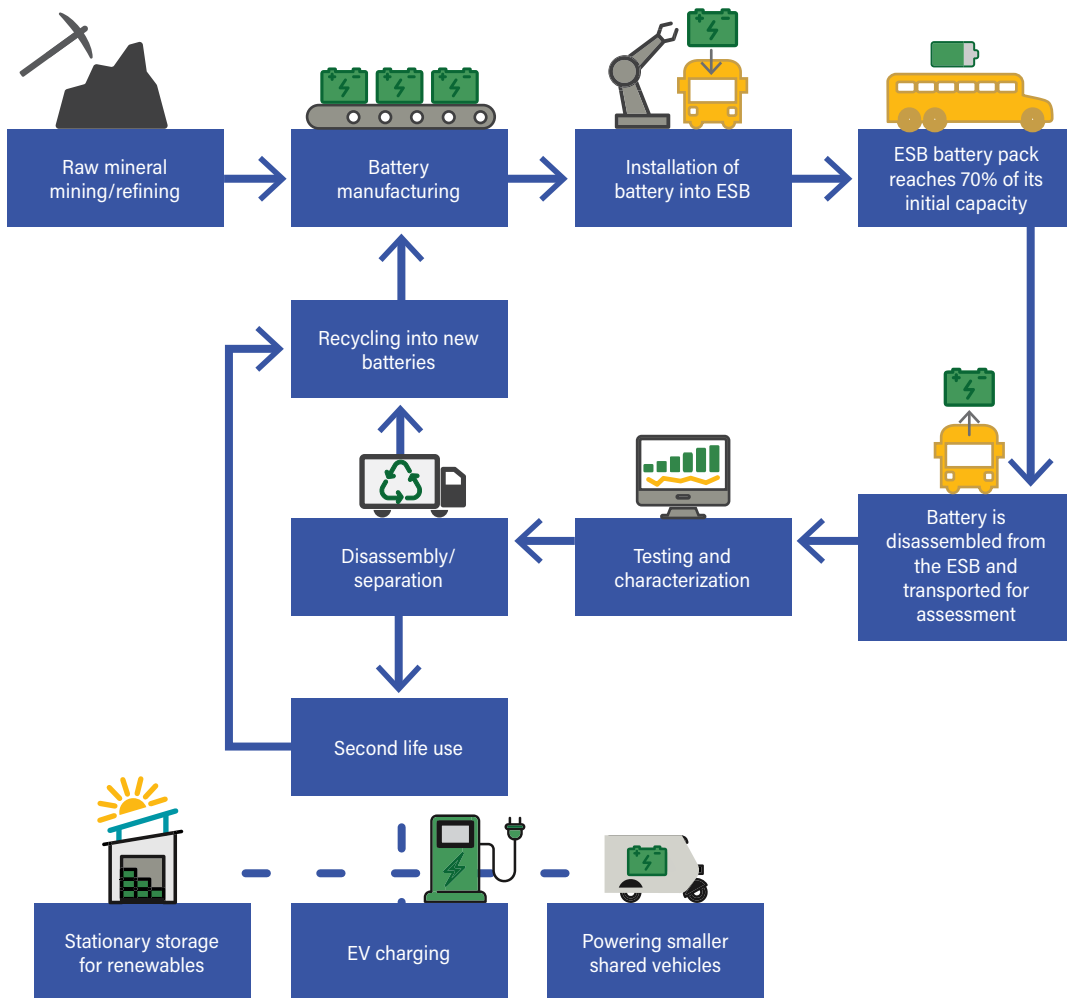 Raw mineral
mining/refining
Battery
manufacturing
Installation of
battery into ESB
ESB battery pack
reaches 70% of its
initial capacity
Recycling into new
batteries
Disassembly/
separation
Testing and
characterization
Battery is
disassembled from
the ESB and
transported for
assessment
Second life use
Stationary storage
for renewables
EV charging
Powering smaller
shared vehicles